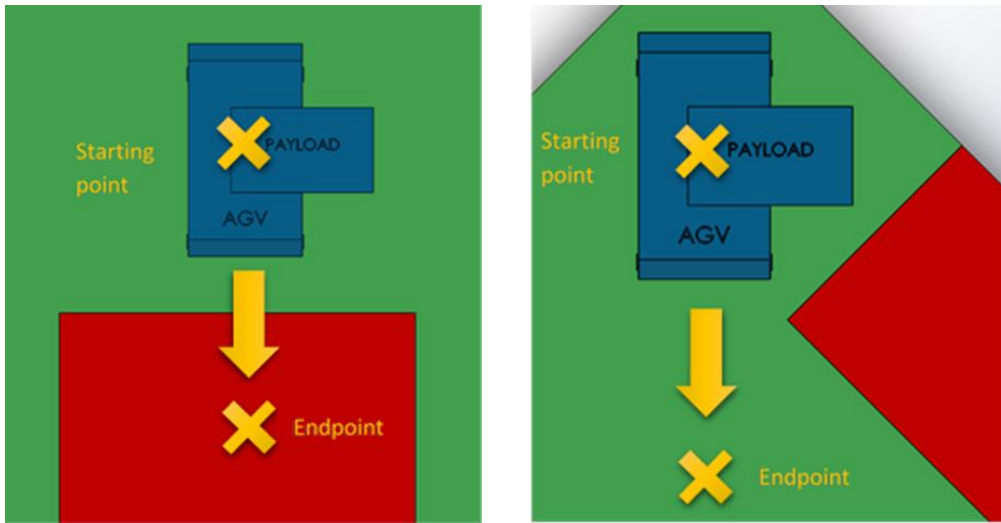 Starting
point
PAYLOAD
AGV
Endpoint
Starting
point
PAYLOAD
AGV
Endpoint